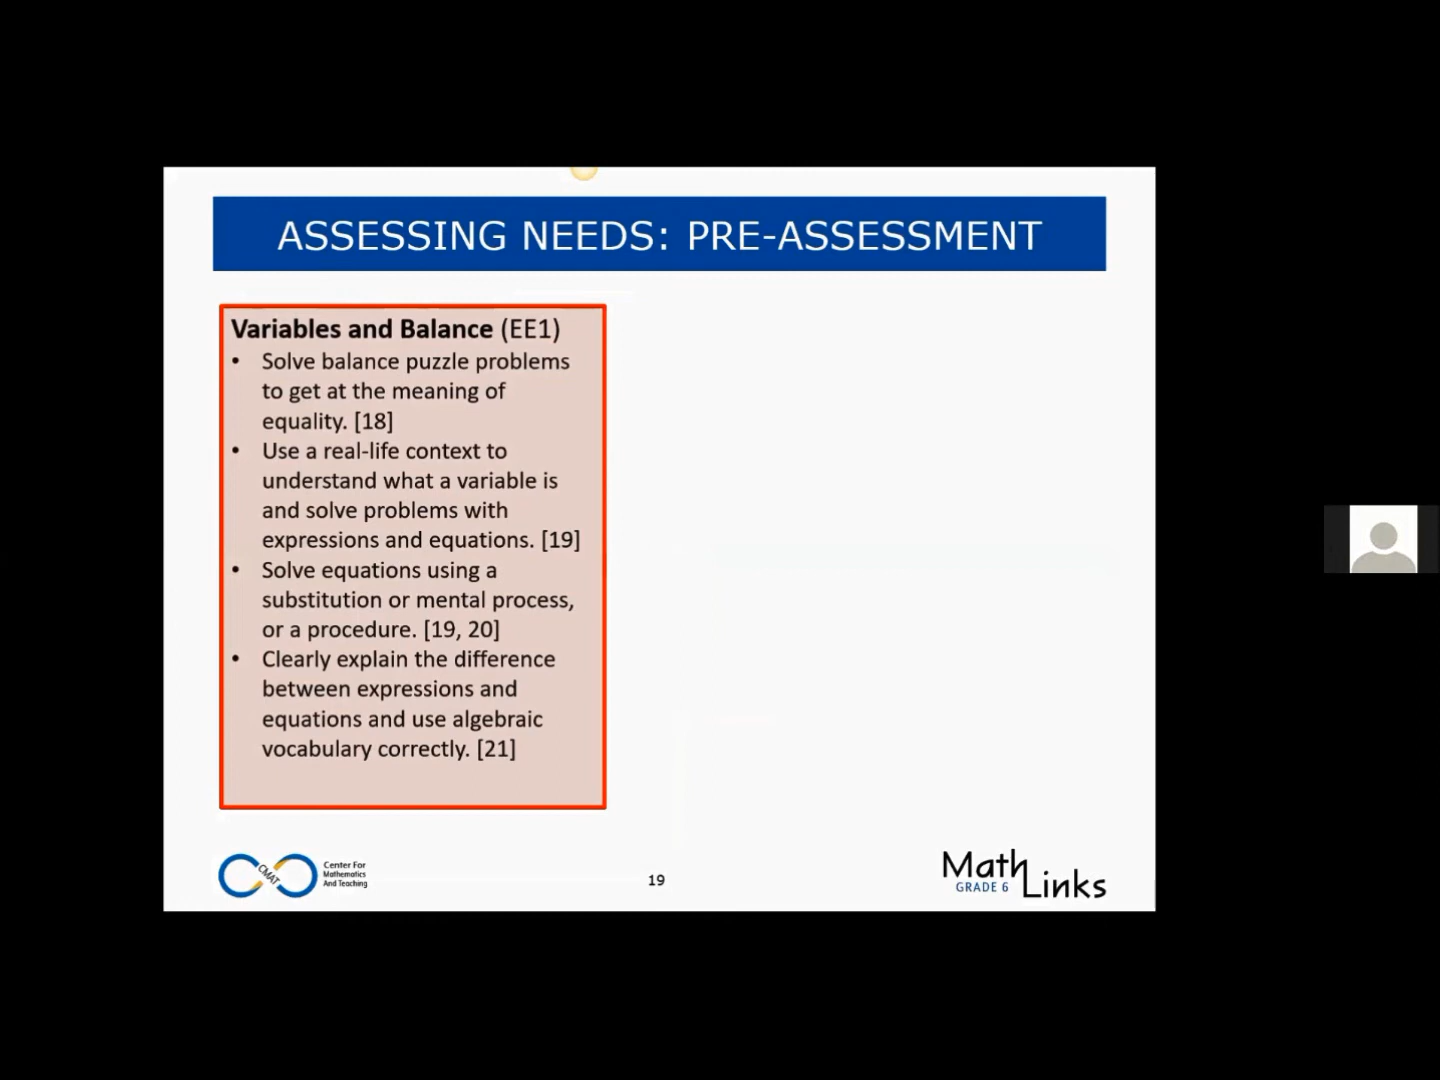 ASSESSING NEEDS: PRE-ASSESSMENT
Variables and Balance (EE1)
• Solve balance puzzle problems
to get at the meaning of
equality. [18]
• Use a real-life context to
understand what a variable is
and solve problems with
expressions and equations. [19]
• Solve equations using a
substitution or mental process,
or a procedure. [19, 20]
• Clearly explain the difference
between expressions and
equations and use algebraic
vocabulary correctly. [21]
CMAT
Center For
Mathematics
And Teaching
19
Math
GRADE 6
Links